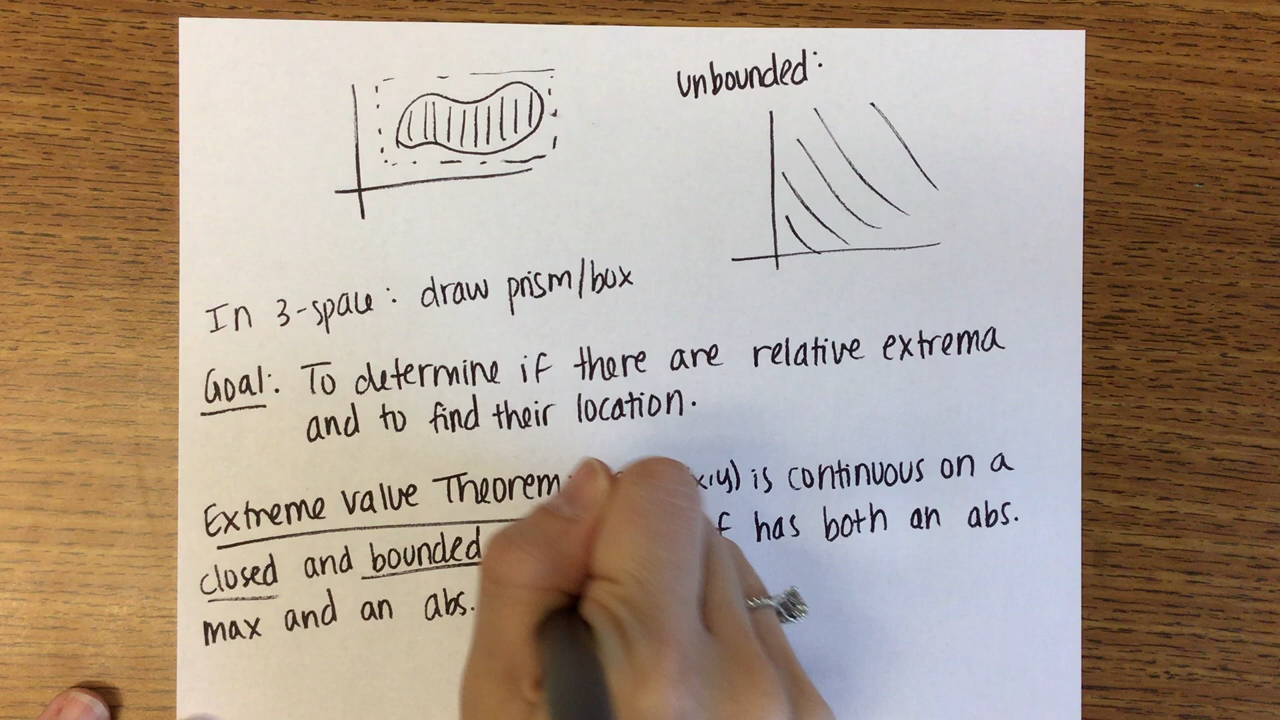 unbounded:
In 3-space: draw prism/box
Goal: To determine if there are relative extrema
and to find their location.
Extreme Value Theorem: x,y) is continuous on a
closed and bounded f has both an abs.
max and an abs.